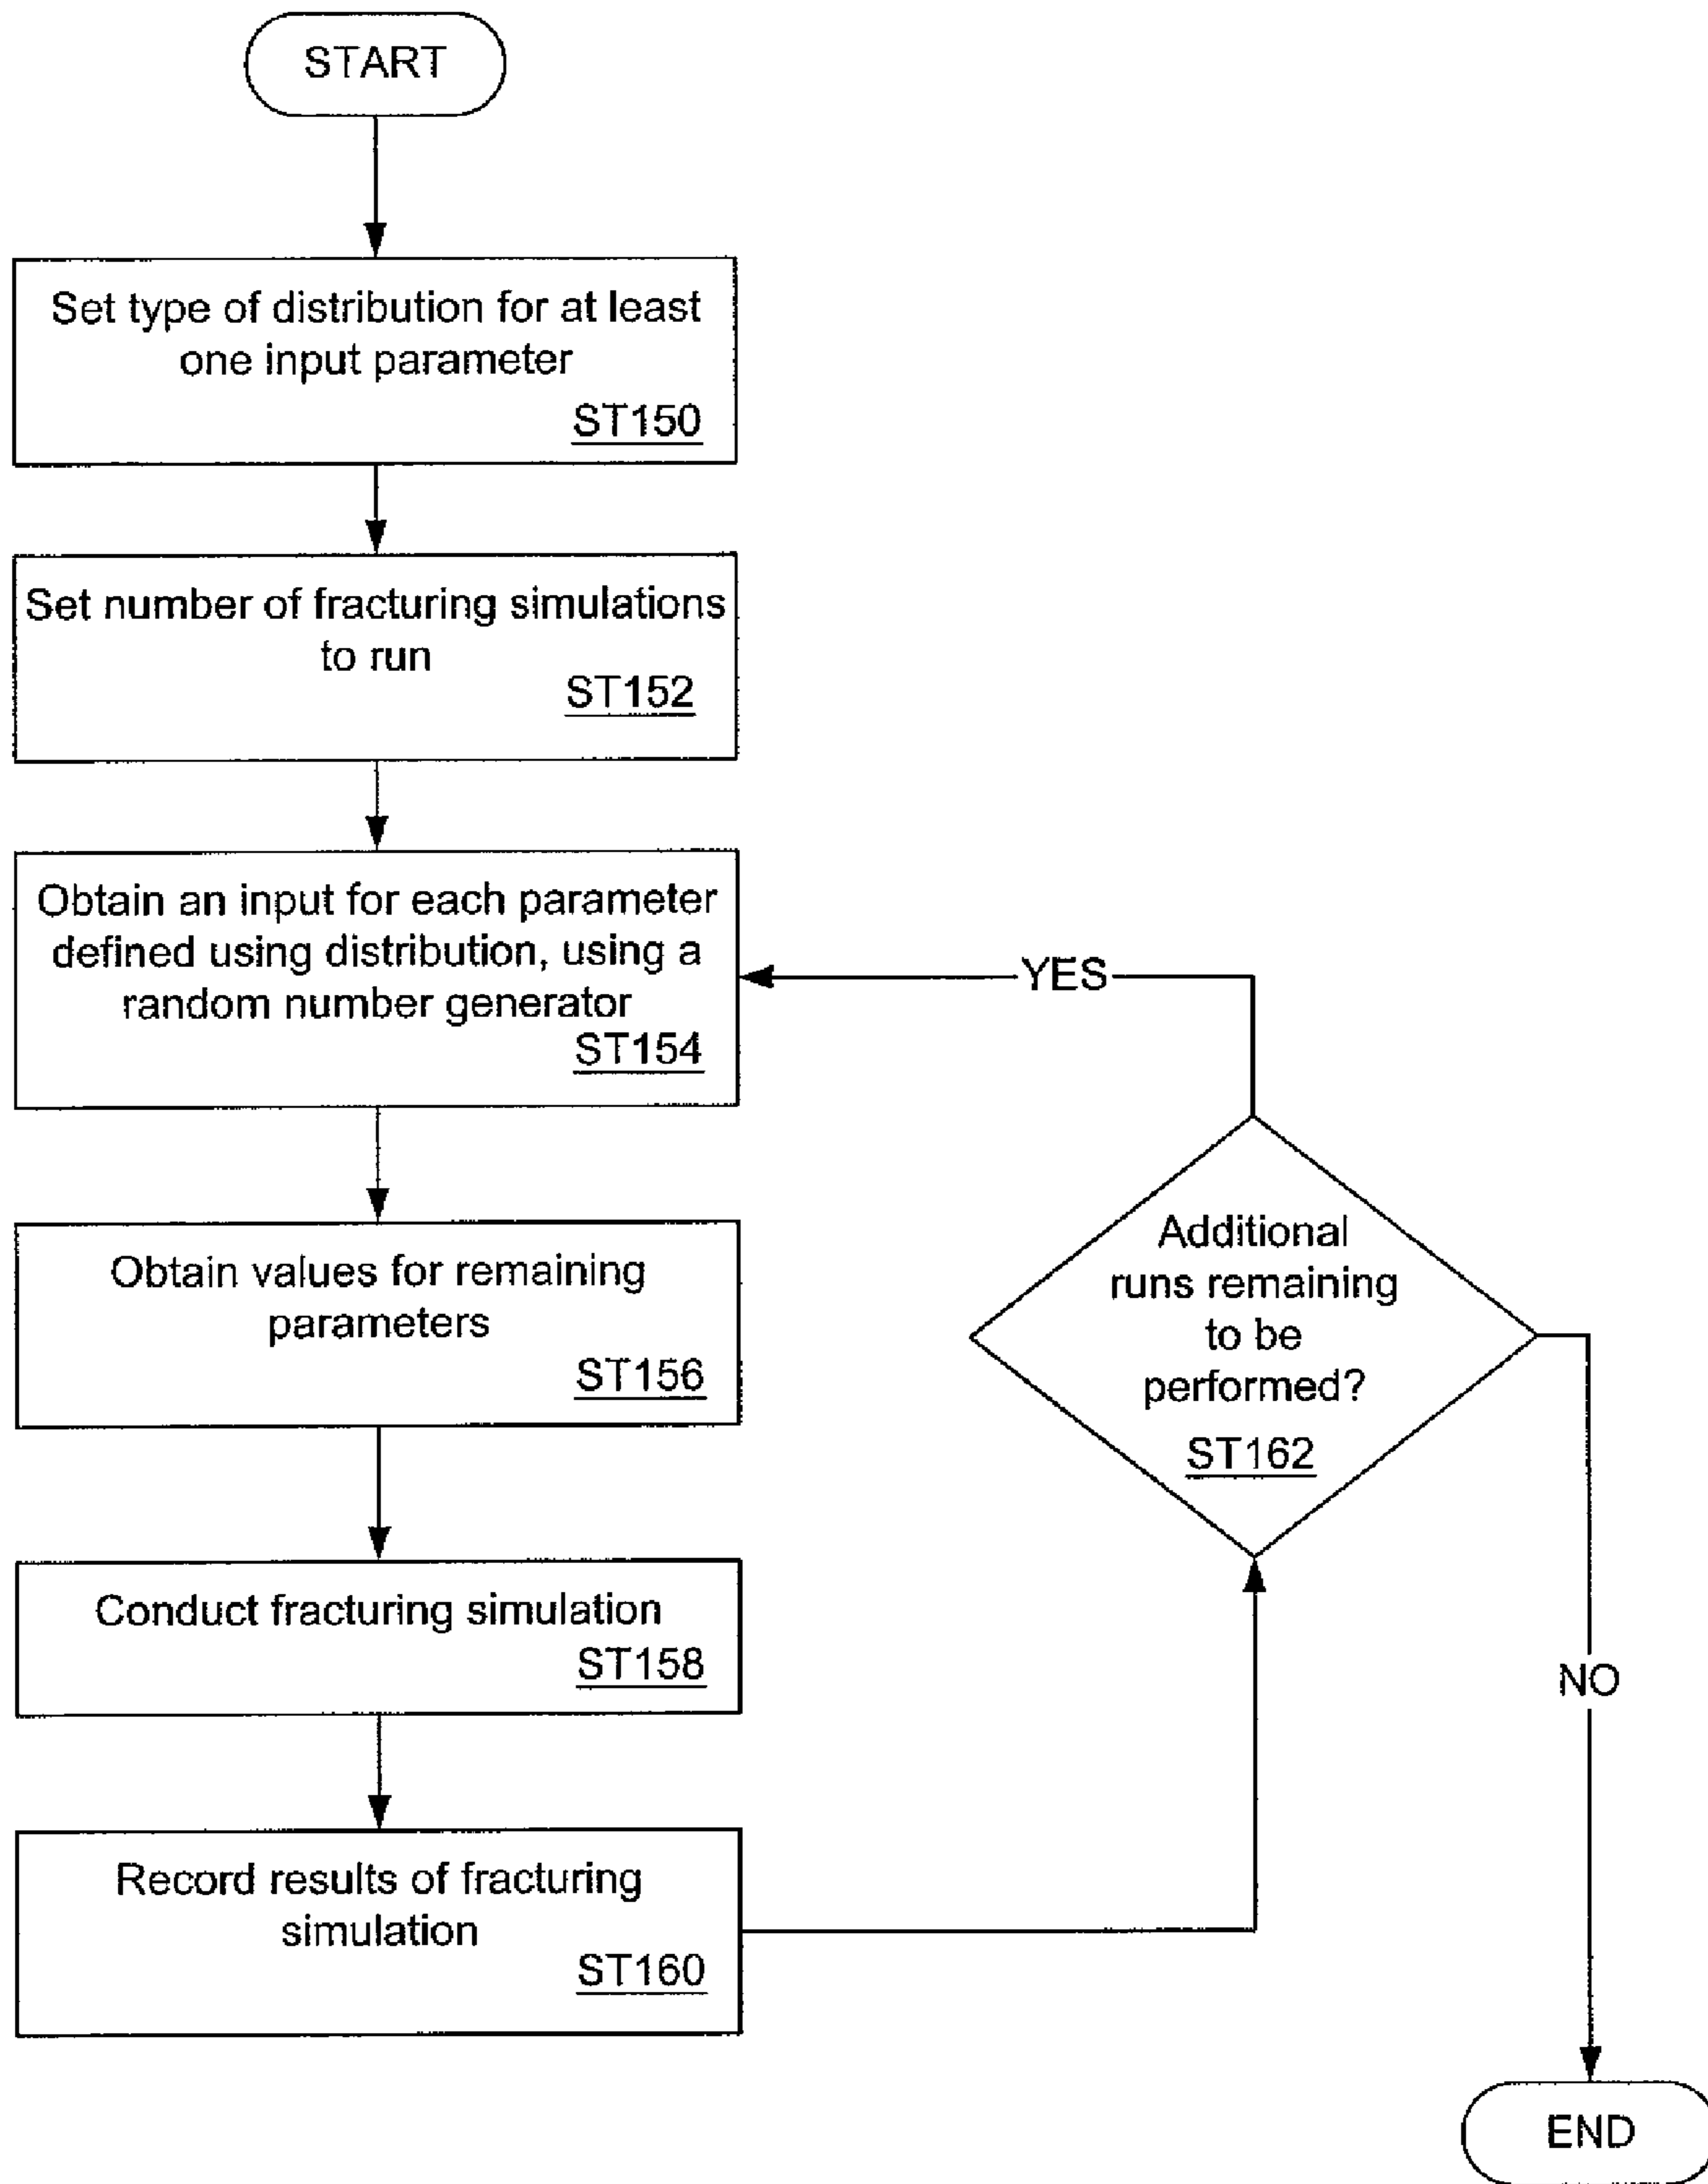 START
Set type of distribution for at least
one input parameter
ST150
Set number of fracturing simulations
to run
ST152
Obtain an input for each parameter
defined using distribution, using a
random number generator
ST154
YES
Obtain values for remaining
parameters
ST156
Additional
runs remaining
to be
performed?
ST162
Conduct fracturing simulation
ST158
NO
Record results of fracturing
simulation
ST160
END